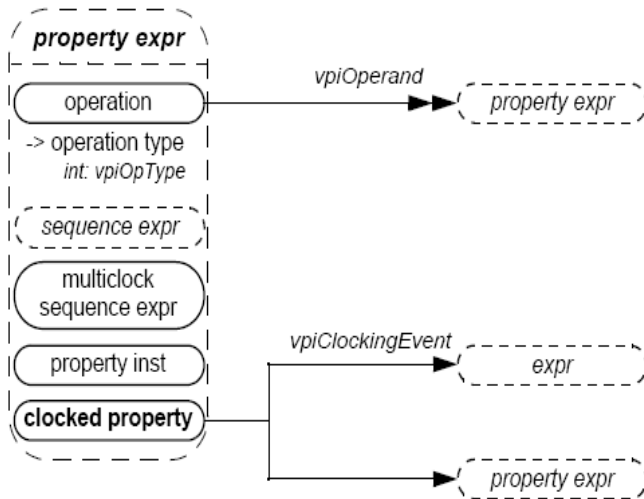 property expr
operation
vpiOperand
property expr
-> operation type
int: vpiOpType
sequence expr
multiclock
sequence expr
property inst
vpiClockingEvent
expr
clocked property
property expr